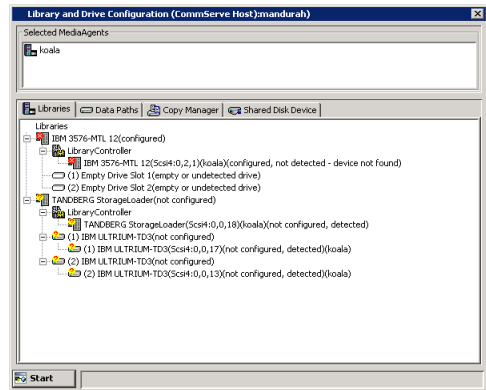 Library and Drive Configuration (CommServe Host):mandurah)
Selected MediaAgents
koala
Libraries Data Paths Copy Manager Shared Disk Device
Libraries
IBM 3576-MTL 12(configured)
LibraryController
IBM 3576-MTL 12(Scsi4:0,2,1)(koala)(configured, not detected - device not found)
(1) Empty Drive Slot 1(empty or undetected drive)
(2) Empty Drive Slot 2(empty or undetected drive)
TANDBERG StorageLoader(not configured)
LibraryController
TANDBERG StorageLoader(Scsi4:0,0,18)(koala)(not configured, detected)
(1) IBM ULTRIUM-TD3(not configured)
(1) IBM ULTRIUM-TD3(Scsi4:0,0,17)(not configured, detected)(koala)
(2) IBM ULTRIUM-TD3(not configured)
(2) IBM ULTRIUM-TD3(Scsi4:0,0,13)(not configured, detected)(koala)
Start